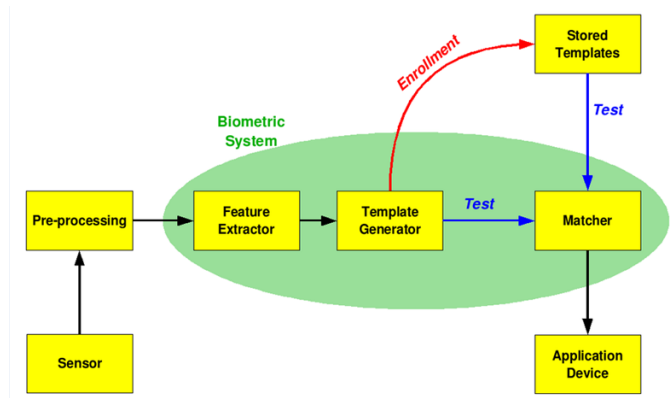 Stored
Templates
Enrollment
Test
Biometric
System
Pre-processing
Feature
Extractor
Template
Generator
Test
Matcher
Sensor
Application
Device